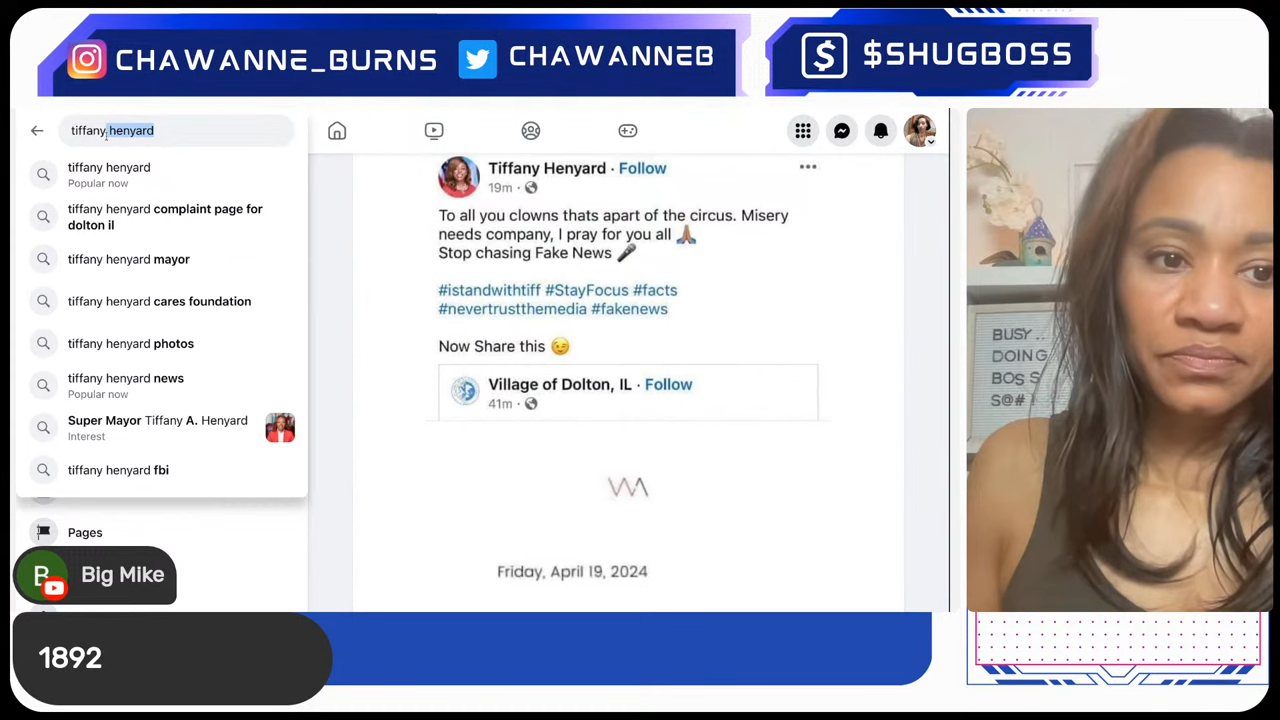 CHAWANNE_BURNS
CHAWANNEB
$SHUGBOSS
tiffany henyard
tiffany henyard
Popular now
tiffany henyard complaint page for
dolton il
tiffany henyard mayor
tiffany henyard cares foundation
tiffany henyard photos
tiffany henyard news
Popular now
Super Mayor Tiffany A. Henyard
Interest
tiffany henyard fbi
Pages
Tiffany Henyard · Follow
19m ·
To all you clowns thats apart of the circus. Misery
needs company, I pray for you all 🙏🏽
Stop chasing Fake News 🎤
#istandwithtiff #StayFocus #facts
#nevertrustthemedia #fakenews
Now Share this 😉
Village of Dolton, IL · Follow
41m ·
Friday, April 19, 2024
BUSY ..
DOING
BOSS
S@#!
B
Big Mike
1892